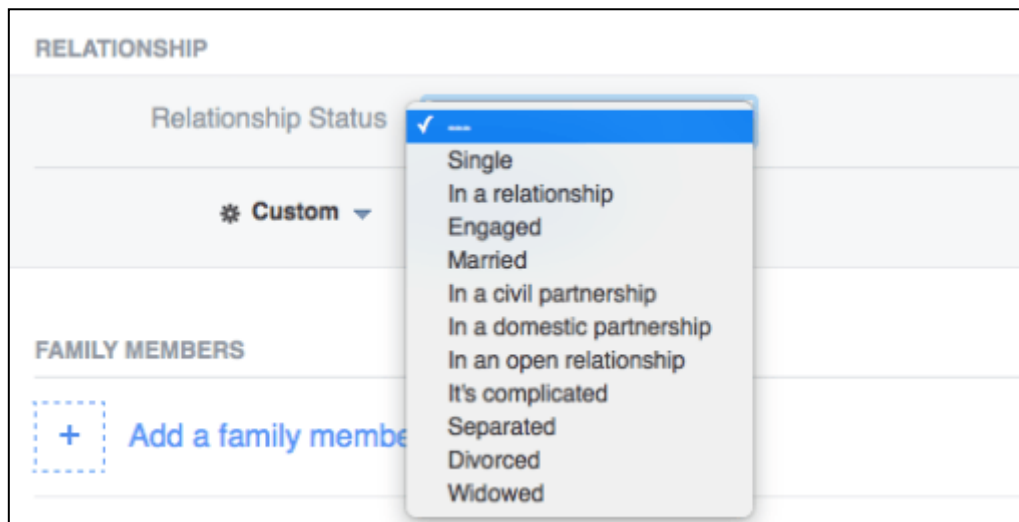 RELATIONSHIP
Relationship Status
✓ ---
Single
In a relationship
Custom
Engaged
Married
In a civil partnership
In a domestic partnership
FAMILY MEMBERS
In an open relationship
It's complicated
Add a family membe
Separated
Divorced
Widowed